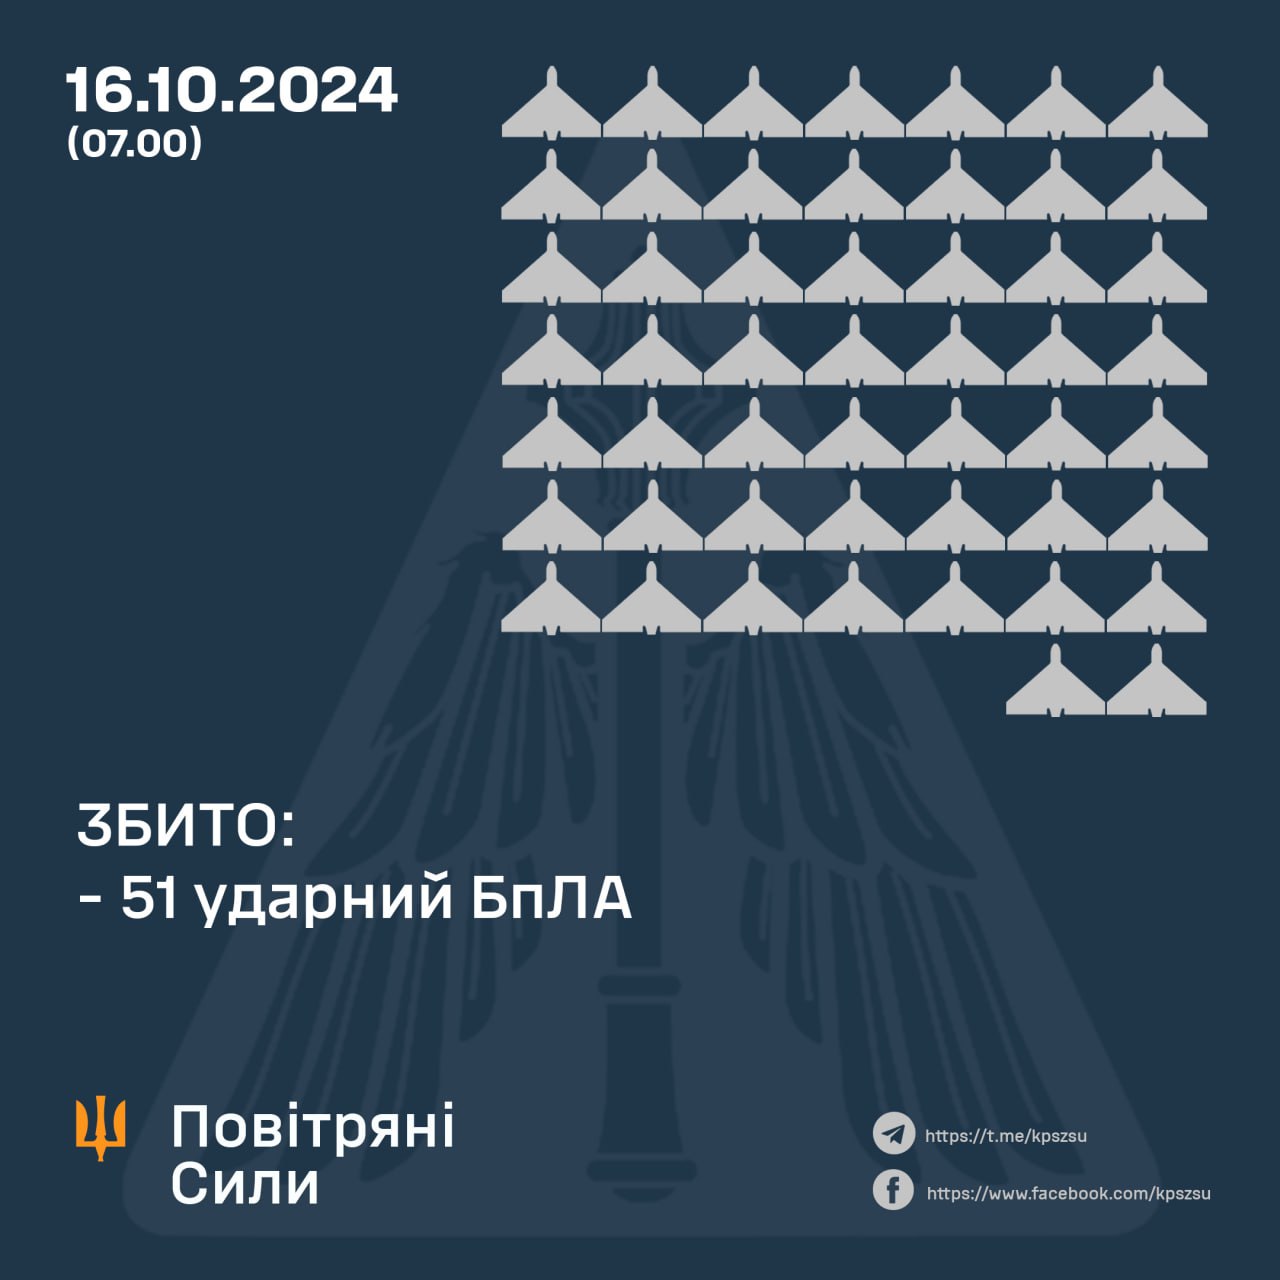 16.10.2024
(07.00)
ЗБИТО:
- 51 ударний БпЛА
Повітряні
Сили
https://t.me/kpszsu
https://www.facebook.com/kpszsu